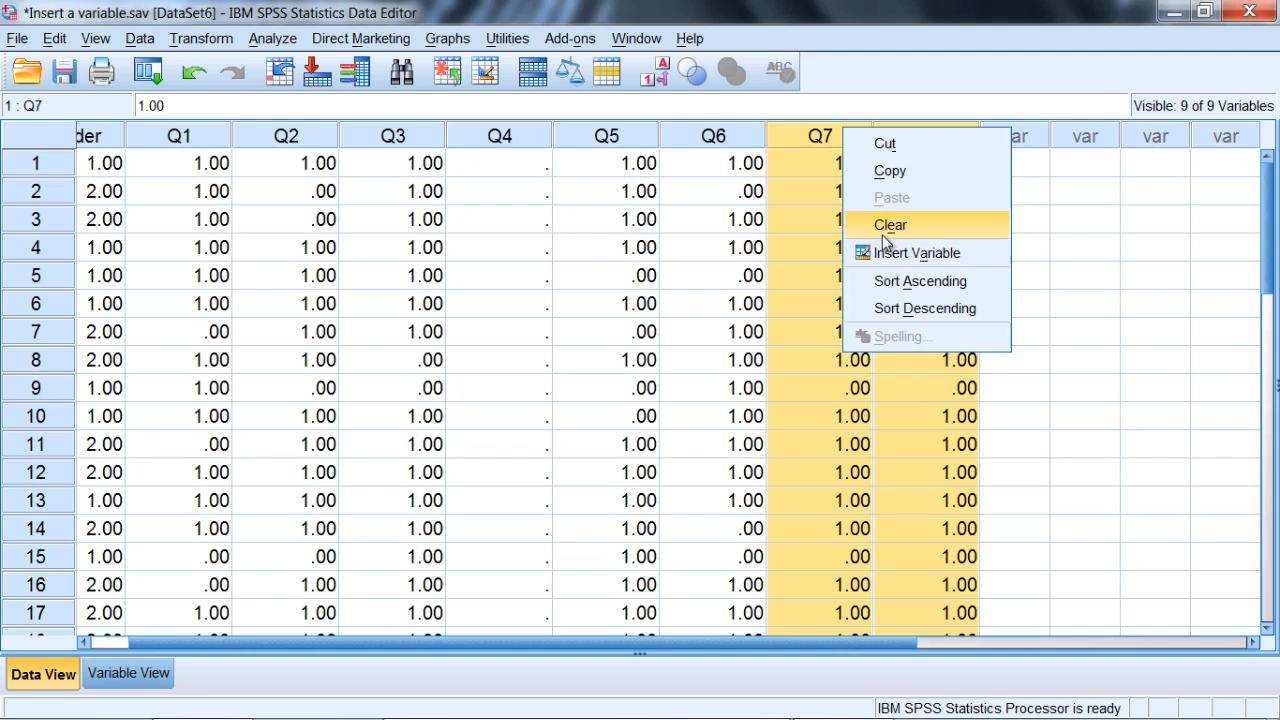 *Insert a variable.sav [DataSet6] - IBM SPSS Statistics Data Editor
File Edit View Data Transform Analyze Direct Marketing Graphs Utilities Add-ons Window Help
1 A ABC
1 : Q7 1.00 Visible: 9 of 9 Variables
der Q1 Q2 Q3 Q4 Q5 Q6 Q7 ar var var var
1 1.00 1.00 1.00 1.00 . 1.00 1.00 1
2 2.00 1.00 .00 1.00 . 1.00 .00 1
3 2.00 1.00 .00 1.00 . 1.00 1.00 1
4 1.00 1.00 1.00 1.00 . 1.00 1.00 1
5 1.00 1.00 1.00 1.00 . .00 .00 1
6 1.00 1.00 1.00 1.00 . .00 1.00 1
7 2.00 .00 1.00 1.00 . .00 1.00 1
Cut
Copy
Paste
Clear
Insert Variable
Sort Ascending
Sort Descending
Spelling...
8 2.00 1.00 1.00 .00 . 1.00 1.00 1.00 1.00
9 1.00 1.00 1.00 .00 . .00 1.00 .00 .00
10 1.00 1.00 1.00 1.00 . .00 1.00 1.00 1.00
11 2.00 .00 1.00 1.00 . 1.00 1.00 1.00 1.00
12 2.00 1.00 1.00 1.00 . 1.00 1.00 1.00 1.00
13 1.00 1.00 1.00 1.00 . 1.00 1.00 1.00 1.00
14 2.00 1.00 1.00 1.00 . 1.00 .00 1.00 1.00
15 1.00 .00 .00 1.00 . 1.00 1.00 .00 1.00
16 2.00 .00 1.00 1.00 . 1.00 1.00 1.00 1.00
17 2.00 1.00 1.00 1.00 . 1.00 1.00 1.00 1.00
Data View Variable View
IBM SPSS Statistics Processor is ready